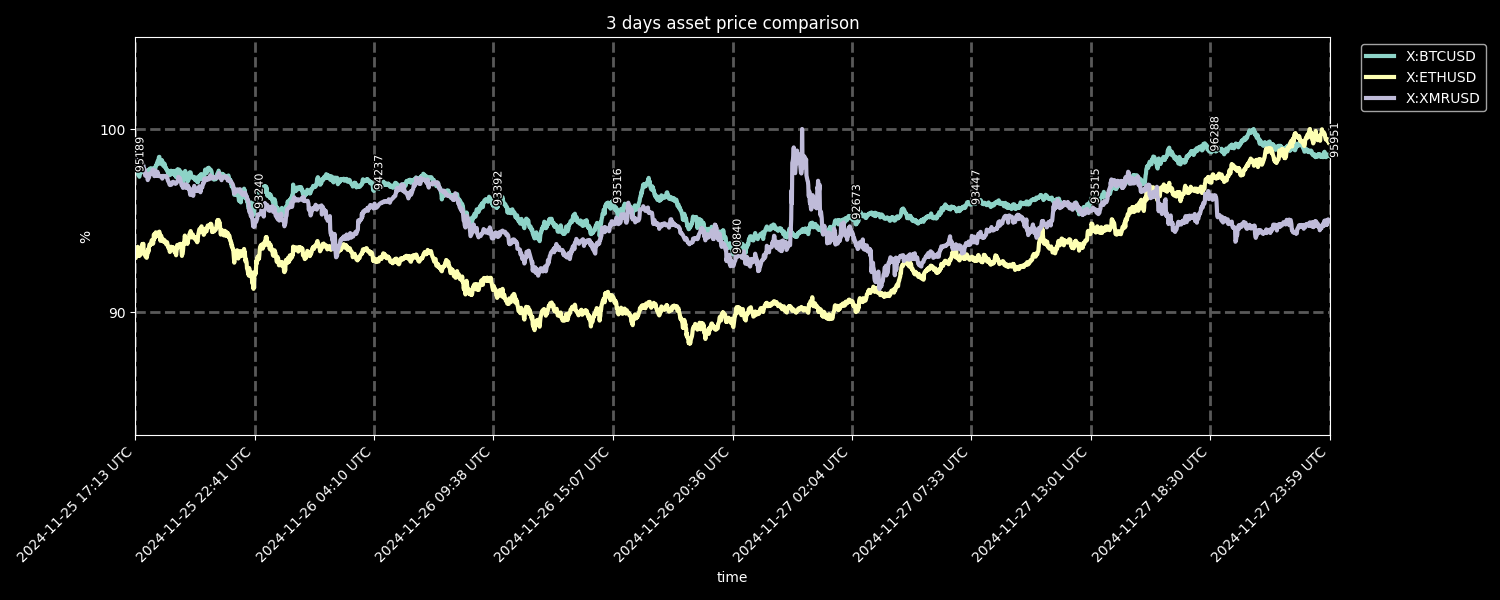 3 days asset price comparison
X:BTCUSD
X:ETHUSD
X:XMRUSD
100
90
%
95189
93240
94237
93392
93516
90840
92673
93447
93515
96288
95951
2024-11-25 17:13 UTC
2024-11-25 22:41 UTC
2024-11-26 04:10 UTC
2024-11-26 09:38 UTC
2024-11-26 15:07 UTC
2024-11-26 20:36 UTC
2024-11-27 02:04 UTC
2024-11-27 07:33 UTC
2024-11-27 13:01 UTC
2024-11-27 18:30 UTC
2024-11-27 23:59 UTC
time